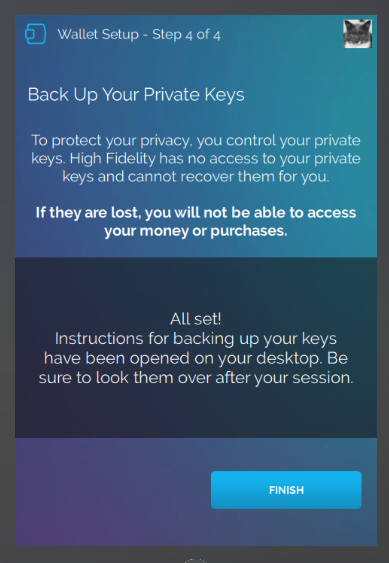 Wallet Setup - Step 4 of 4
Back Up Your Private Keys
To protect your privacy, you control your private
keys. High Fidelity has no access to your private
keys and cannot recover them for you.
If they are lost, you will not be able to access
your money or purchases.
All set!
Instructions for backing up your keys
have been opened on your desktop. Be
sure to look them over after your session.
FINISH